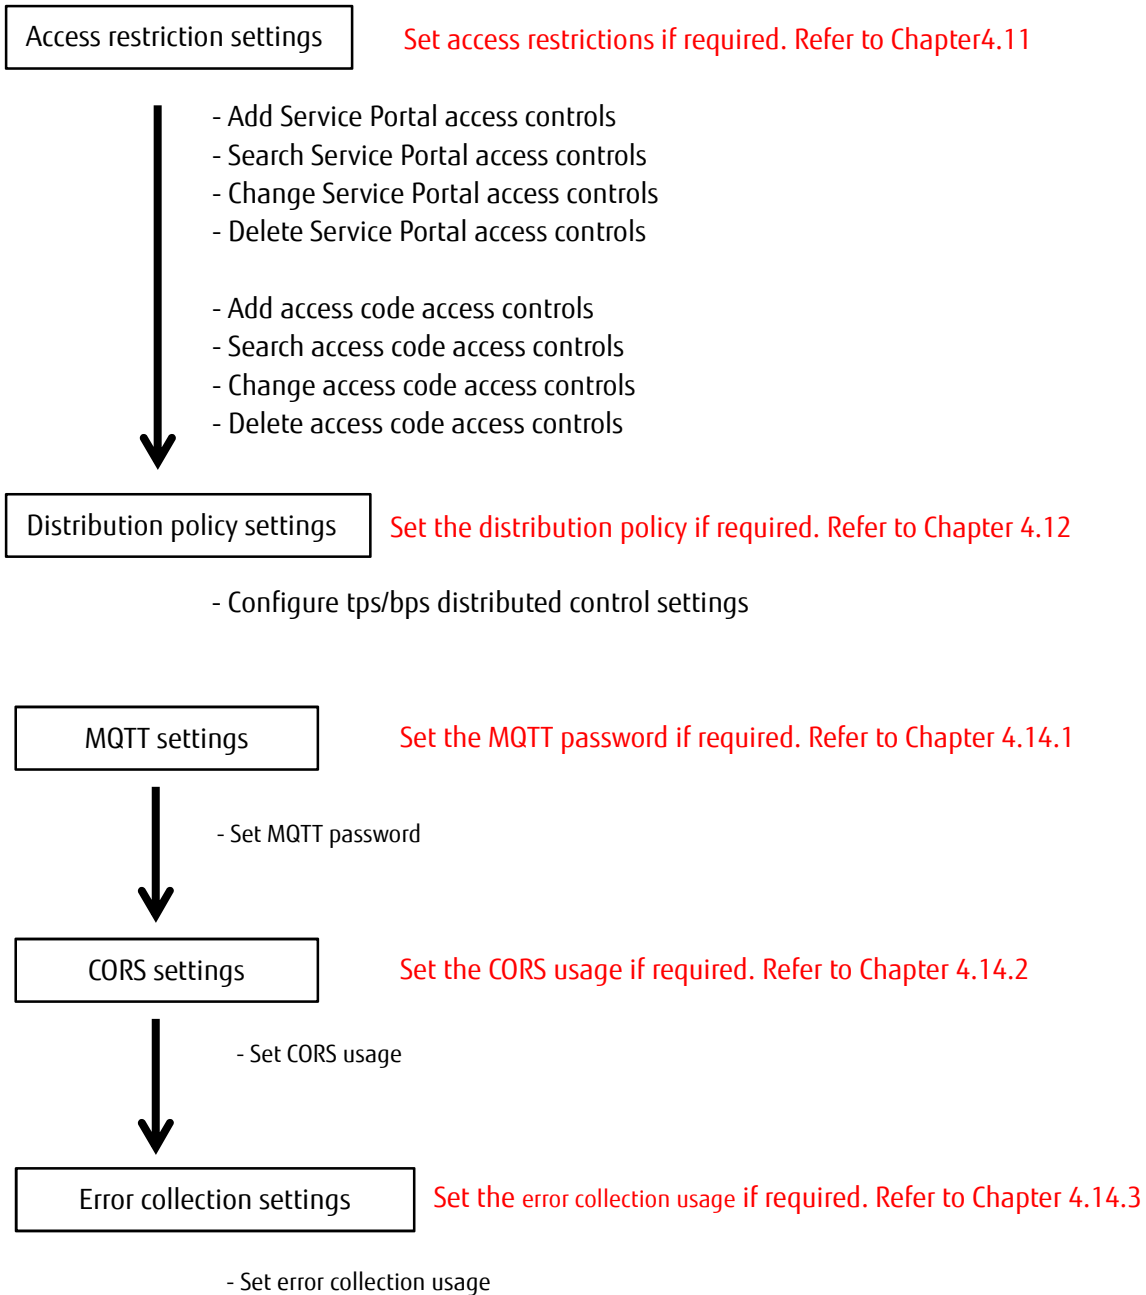 Access restriction settings
Set access restrictions if required. Refer to Chapter4.11
- Add Service Portal access controls
- Search Service Portal access controls
- Change Service Portal access controls
- Delete Service Portal access controls
- Add access code access controls
- Search access code access controls
- Change access code access controls
- Delete access code access controls
Distribution policy settings
Set the distribution policy if required. Refer to Chapter 4.12
- Configure tps/bps distributed control settings
MQTT settings
Set the MQTT password if required. Refer to Chapter 4.14.1
- Set MQTT password
CORS settings
Set the CORS usage if required. Refer to Chapter 4.14.2
- Set CORS usage
Error collection settings
Set the error collection usage if required. Refer to Chapter 4.14.3
- Set error collection usage